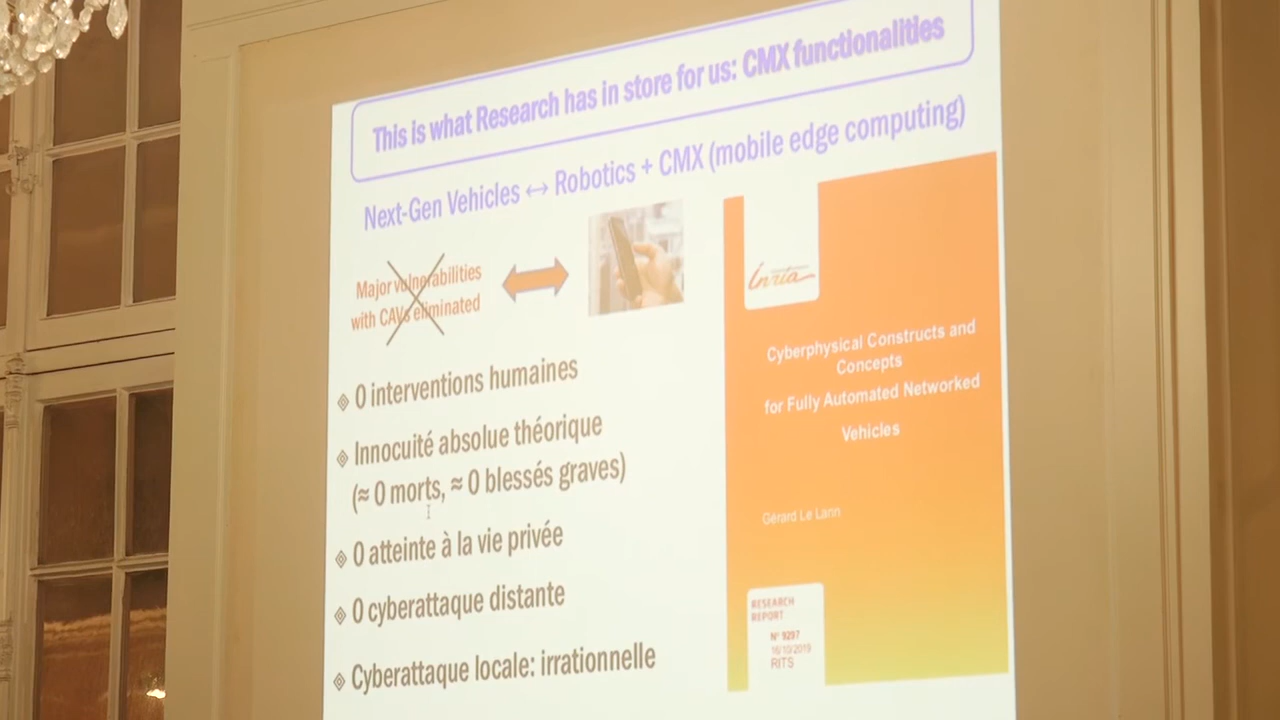 This is what Research has in store for us: CMX functionalities
Next-Gen Vehicles ↔ Robotics + CMX (mobile edge computing)
Major vulnerabilities
with CAVs eliminated
0 interventions humaines
Innocuité absolue théorique
(≈ 0 morts, ≈ 0 blessés graves)
0 atteinte à la vie privée
0 cyberattaque distante
Cyberattaque locale: irrationnelle
Inria
Cyberphysical Constructs and
Concepts
for Fully Automated Networked
Vehicles
Gérard Le Lann
RESEARCH
REPORT
N° 9297
16/10/2019
RITS